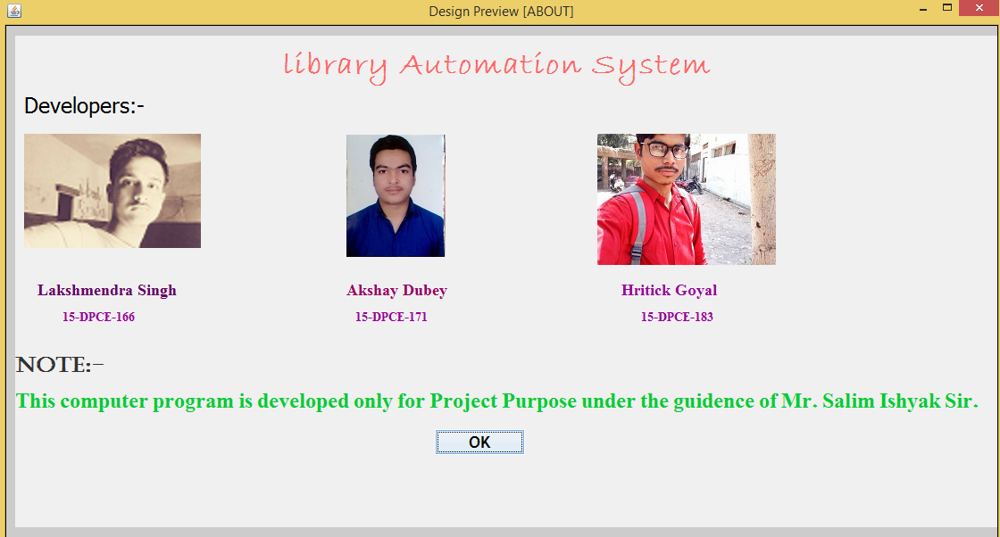 Design Preview [ABOUT]
library Automation System
Developers:-
Lakshmendra Singh
15-DPCE-166
Akshay Dubey
15-DPCE-171
Hritick Goyal
15-DPCE-183
NOTE:-
This computer program is developed only for Project Purpose under the guidence of Mr. Salim Ishyak Sir.
OK